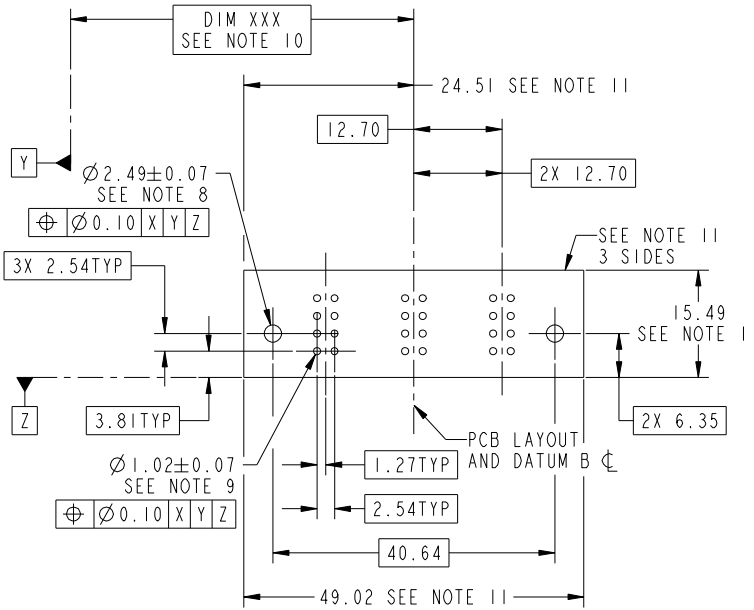 DIM XXX
SEE NOTE 10
24.51 SEE NOTE 11
12.70
Y
Ø2.49±0.07
SEE NOTE 8
2X 12.70
⌖ Ø0.10 X Y Z
SEE NOTE 11
3 SIDES
3X 2.54TYP
15.49
SEE NOTE 1
Z
3.81TYP
2X 6.35
PCB LAYOUT
AND DATUM B ℄
Ø1.02±0.07
SEE NOTE 9
1.27TYP
⌖ Ø0.10 X Y Z
2.54TYP
40.64
49.02 SEE NOTE 11